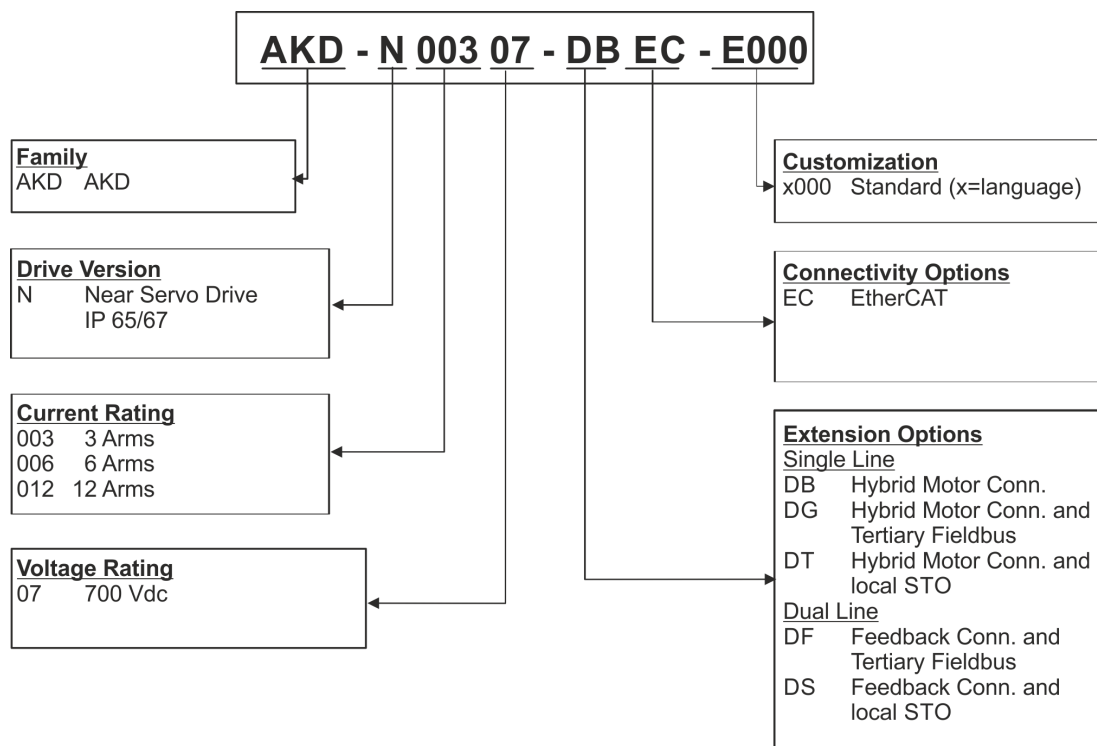 AKD - N 003 07 - DB EC - E000
Family
AKD AKD
Drive Version
N Near Servo Drive
IP 65/67
Current Rating
003 3 Arms
006 6 Arms
012 12 Arms
Voltage Rating
07 700 Vdc
Customization
x000 Standard (x=language)
Connectivity Options
EC EtherCAT
Extension Options
Single Line
DB Hybrid Motor Conn.
DG Hybrid Motor Conn. and
Tertiary Fieldbus
DT Hybrid Motor Conn. and
local STO
Dual Line
DF Feedback Conn. and
Tertiary Fieldbus
DS Feedback Conn. and
local STO